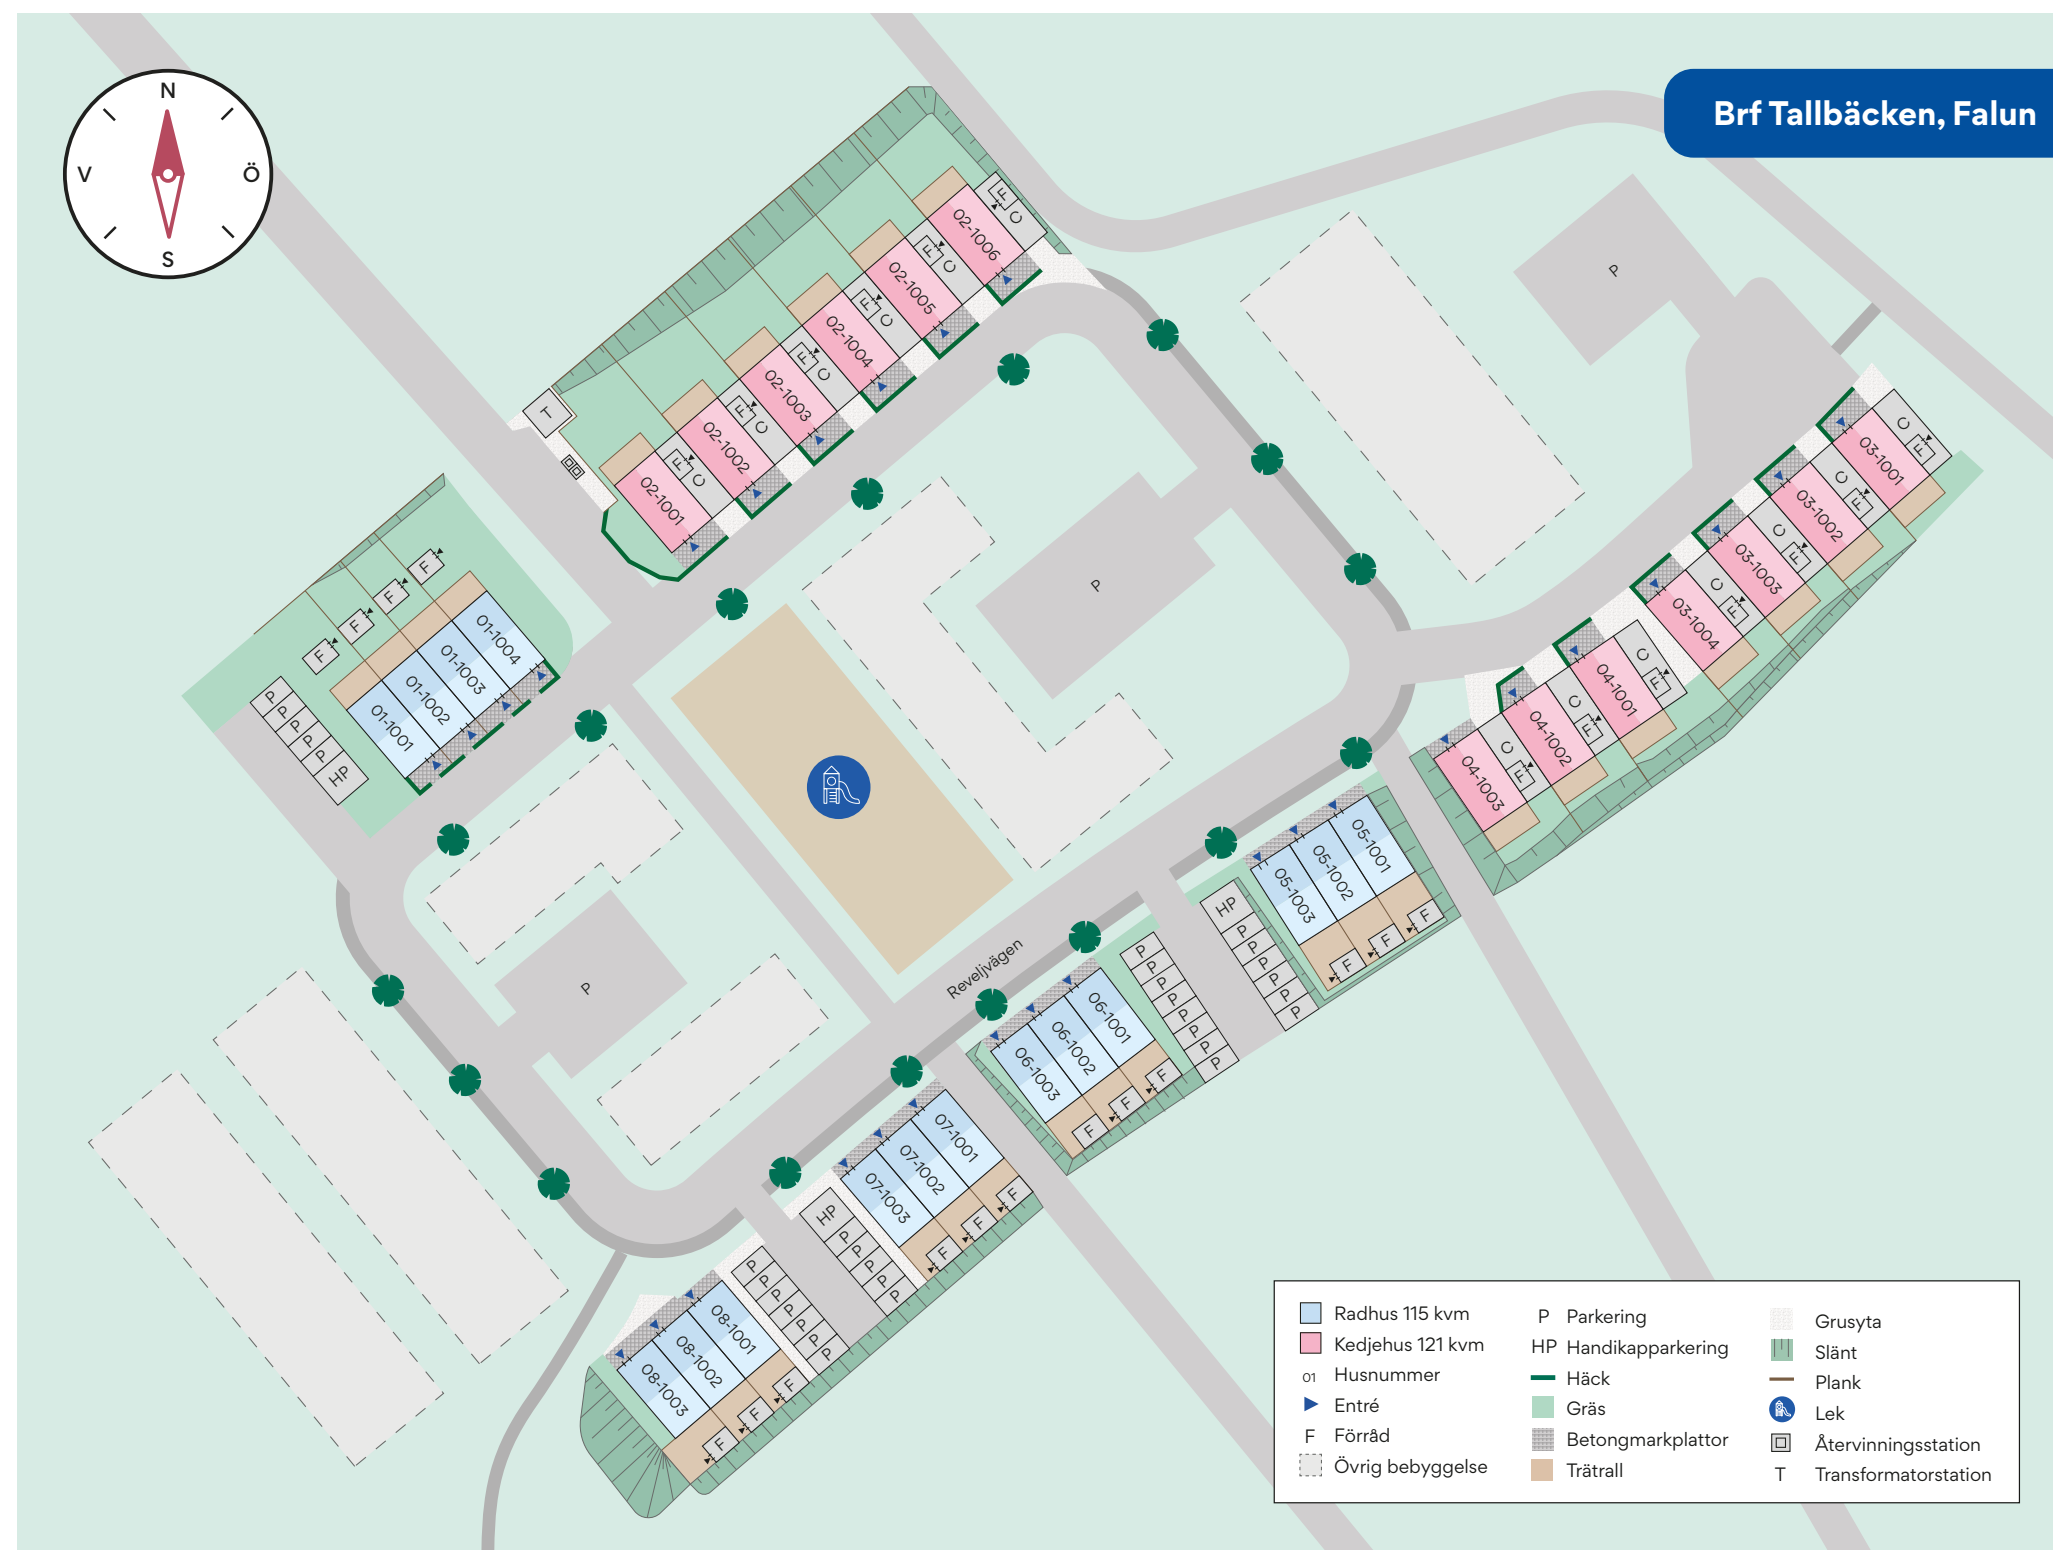 Brf Tallbäcken, Falun
N
V
Ö
S
F
C
02-1006
F
C
02-1005
F
C
02-1004
F
C
02-1003
F
C
02-1002
F
C
02-1001
T
P
P
C
F
03-1001
C
F
03-1002
C
F
03-1003
C
F
03-1004
C
F
04-1001
C
F
04-1002
C
F
04-1003
F
F
F
F
01-1004
01-1003
01-1002
01-1001
P
P
P
P
P
HP
P
Reveljvägen
05-1001
05-1002
05-1003
F
F
F
HP
P
P
P
P
P
P
P
P
P
P
P
P
P
P
06-1001
06-1002
06-1003
F
F
F
07-1001
07-1002
07-1003
F
F
F
HP
P
P
P
P
P
P
P
P
P
P
P
P
08-1001
08-1002
08-1003
F
F
F
Radhus 115 kvm
Kedjehus 121 kvm
01 Husnummer
Entré
F Förråd
Övrig bebyggelse
P Parkering
HP Handikapparkering
Häck
Gräs
Betongmarkplattor
Trätrall
Grusyta
Slänt
Plank
Lek
Återvinningsstation
T Transformatorstation